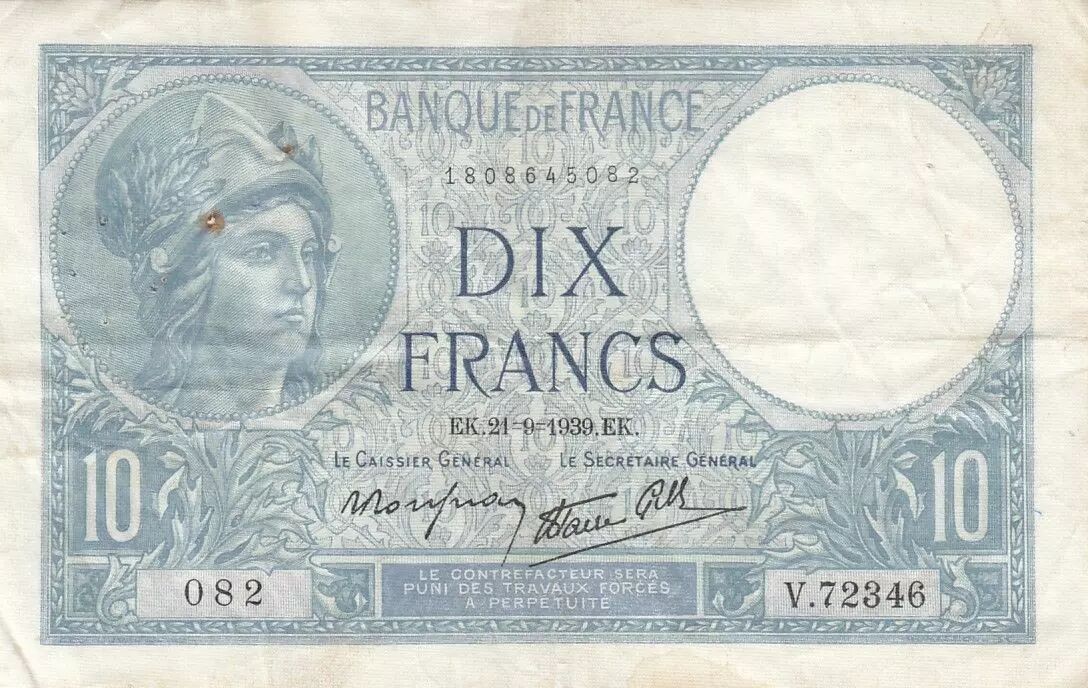 BANQUE DE FRANCE
1808645082
DIX
FRANCS
EK.21=9=1939.EK.
LE CAISSIER GÉNÉRAL LE SECRÉTAIRE GÉNÉRAL
10 10
082
LE CONTREFACTEUR SERA
PUNI DES TRAVAUX FORCÉS
À PERPÉTUITÉ
V.72346